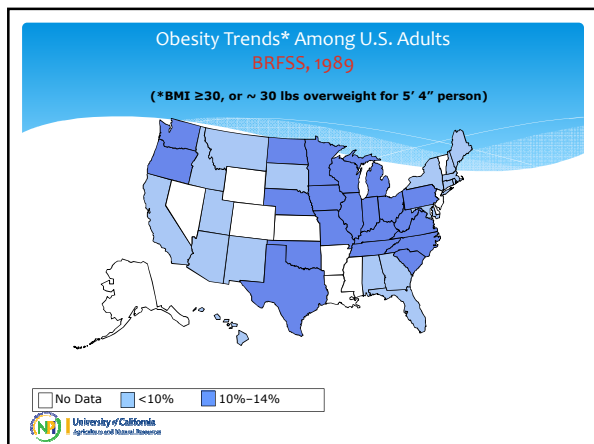 Obesity Trends* Among U.S. Adults
BRFSS, 1989
(*BMI ≥30, or ~ 30 lbs overweight for 5’ 4” person)
No Data <10% 10%–14%
NPI University of California
Agriculture and Natural Resources